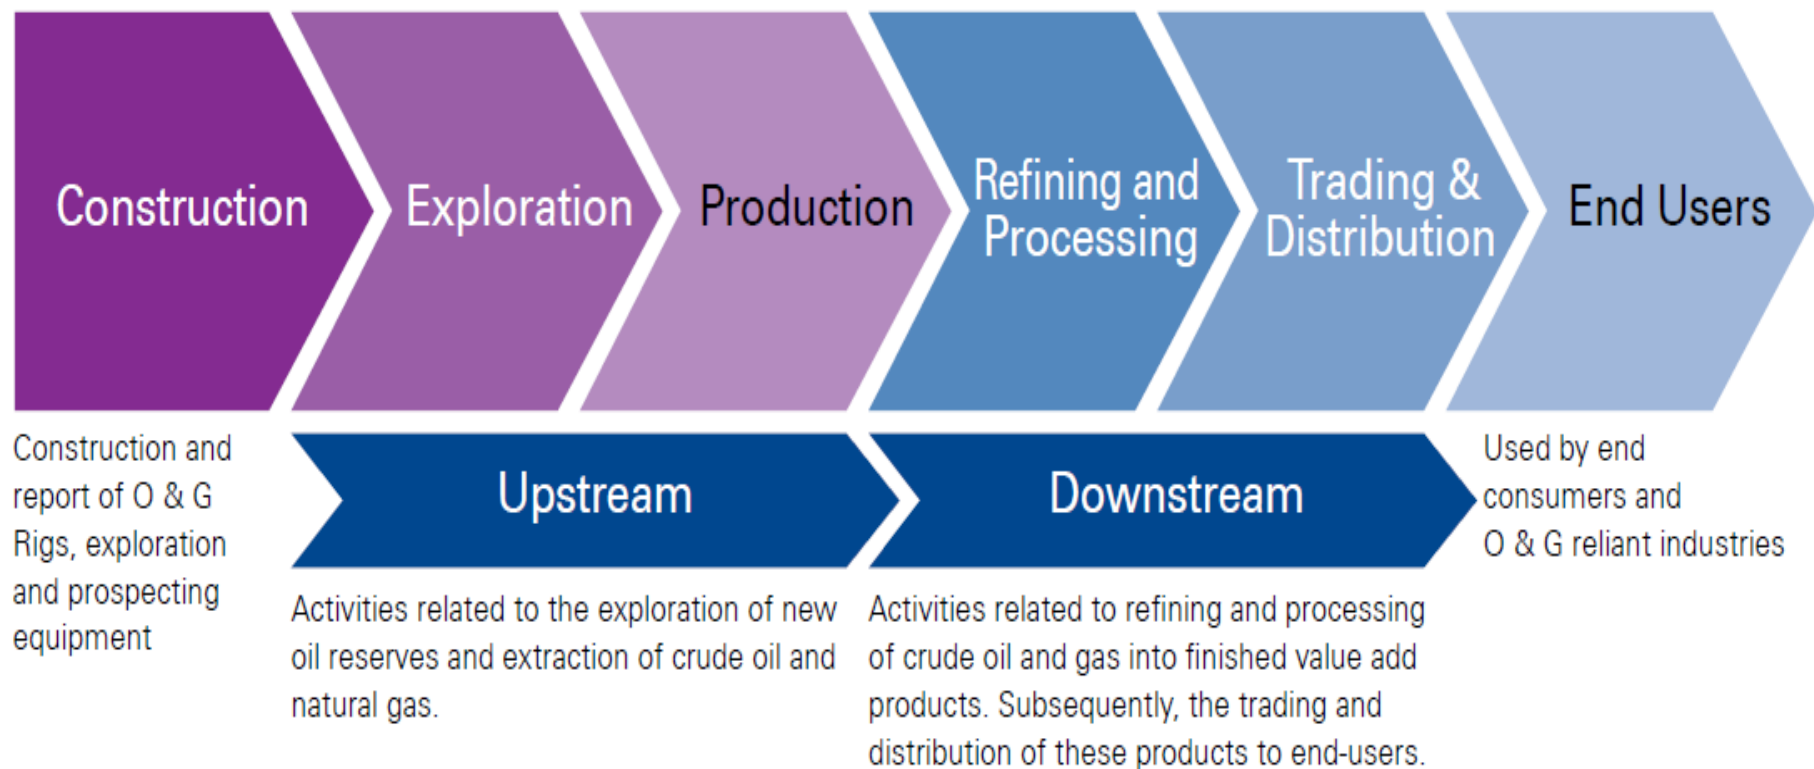 Construction
Exploration
Production
Refining and
Processing
Trading &
Distribution
End Users
Construction and
report of O & G
Rigs, exploration
and prospecting
equipment
Upstream
Activities related to the exploration of new
oil reserves and extraction of crude oil and
natural gas.
Downstream
Activities related to refining and processing
of crude oil and gas into finished value add
products. Subsequently, the trading and
distribution of these products to end-users.
Used by end
consumers and
O & G reliant industries